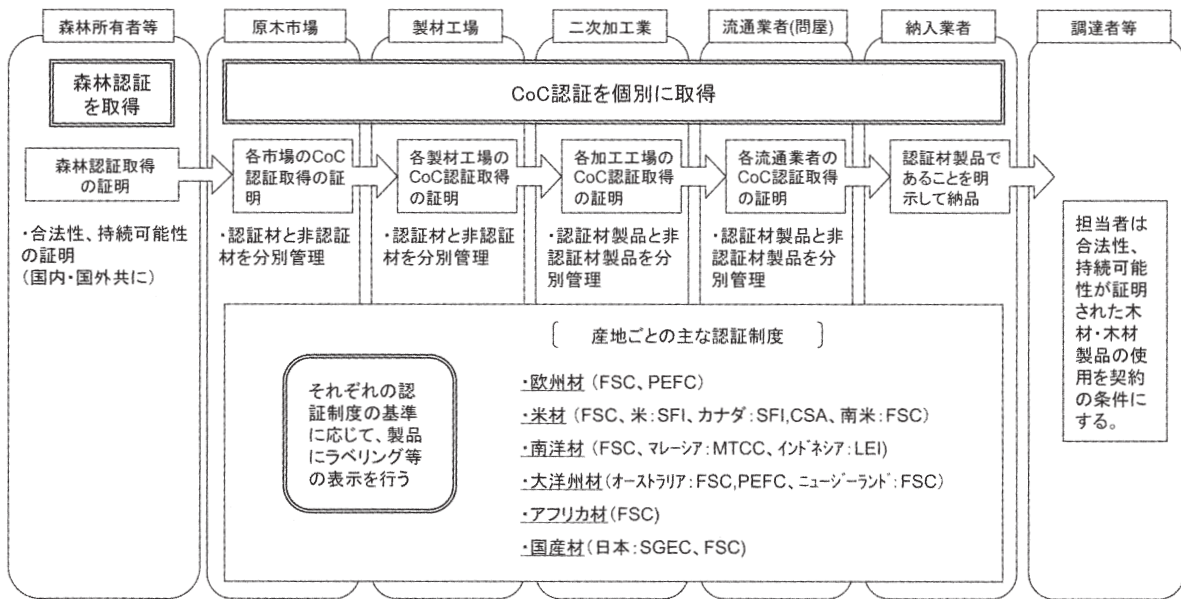 森林所有者等
原木市場
製材工場
二次加工業
流通業者(問屋)
納入業者
調達者等
森林認証
を取得
CoC認証を個別に取得
森林認証取得
の証明
各市場のCoC
認証取得の証
明
各製材工場の
CoC認証取得
の証明
各加工工場の
CoC認証取得
の証明
各流通業者の
CoC認証取得
の証明
認証材製品で
あることを明
示して納品
・合法性、持続可能性
の証明
(国内・国外共に)
・認証材と非認証
材を分別管理
・認証材と非認証
材を分別管理
・認証材製品と非
認証材製品を分
別管理
・認証材製品と非
認証材製品を分
別管理
担当者は
合法性、
持続可能
性が証明
された木
材・木材
製品の使
用を契約
の条件に
する。
それぞれの認
証制度の基準
に応じて、製品
にラベリング等
の表示を行う
〔 産地ごとの主な認証制度 〕
・欧州材(FSC、PEFC)
・米材(FSC、米:SFI、カナダ:SFI,CSA、南米:FSC)
・南洋材(FSC、マレーシア:MTCC、インドネシア:LEI)
・大洋州材(オーストラリア:FSC,PEFC、ニュージーランド:FSC)
・アフリカ材(FSC)
・国産材(日本:SGEC、FSC)